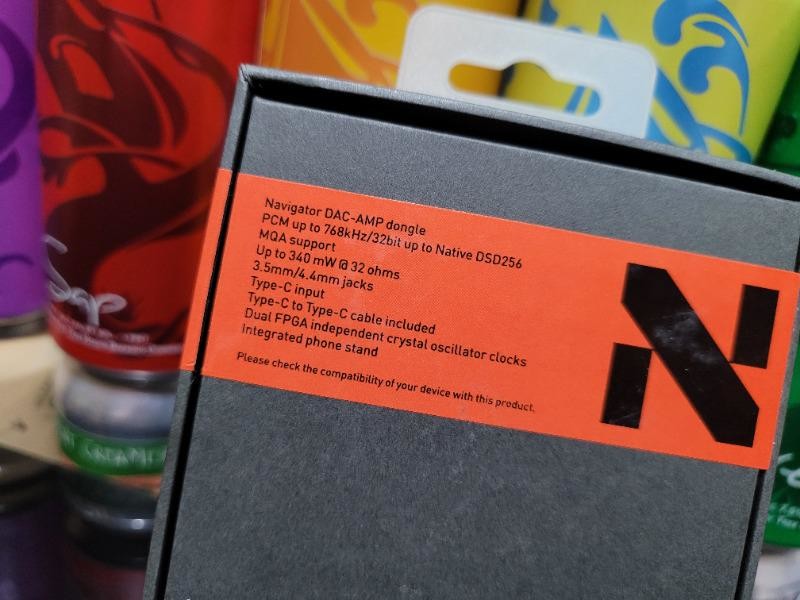 Navigator DAC-AMP dongle
PCM up to 768kHz/32bit up to Native DSD256
MQA support
Up to 340 mW @ 32 ohms
3.5mm/4.4mm jacks
Type-C input
Type-C to Type-C cable included
Dual FPGA independent crystal oscillator clocks
Integrated phone stand
Please check the compatibility of your device with this product.
N